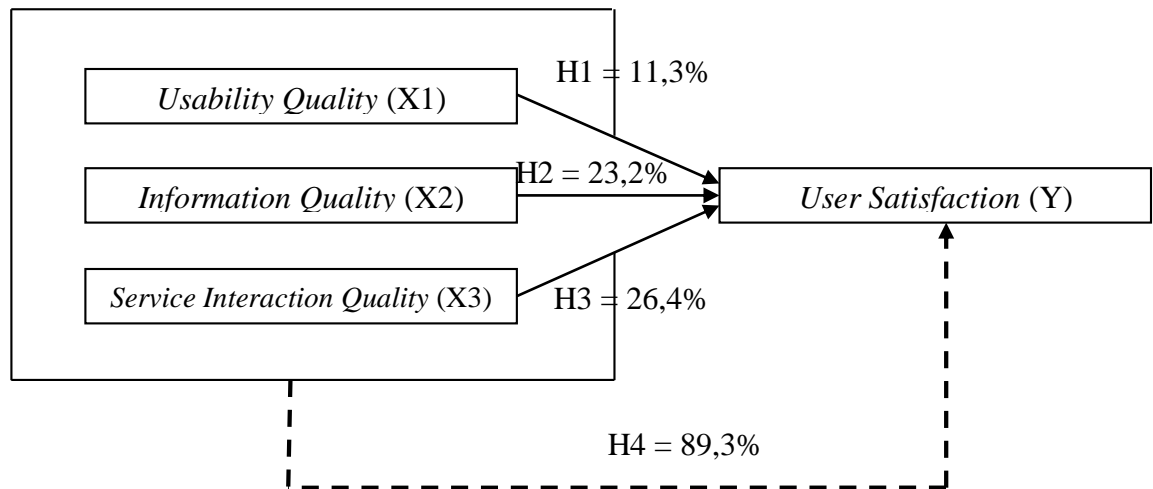 H1 = 11,3%
Usability Quality (X1)
H2 = 23,2%
Information Quality (X2)
User Satisfaction (Y)
Service Interaction Quality (X3)
H3 = 26,4%
H4 = 89,3%